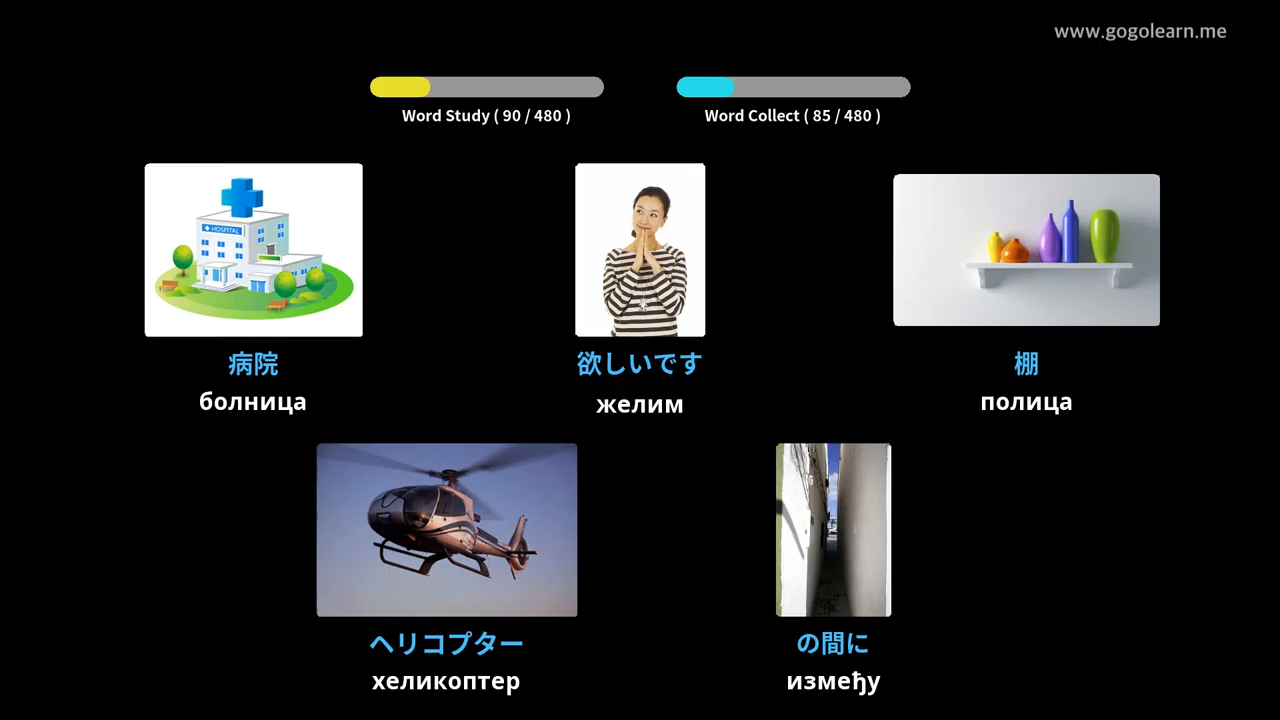 www.gogolearn.me
Word Study ( 90 / 480 )
Word Collect ( 85 / 480 )
HOSPITAL
病院
болница
欲しいです
желим
棚
полица
ヘリコプター
хеликоптер
の間に
између